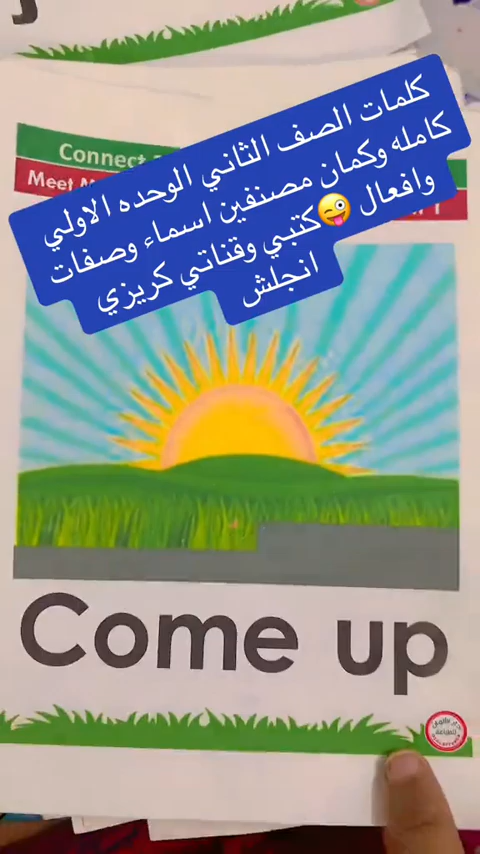 Connect
Meet
كلمات الصف الثاني الوحده الاولي
كامله وكمان مصنفين اسماء وصفات
وافعال 😜كتبي وقناتي كريزي
انجلش
Come up